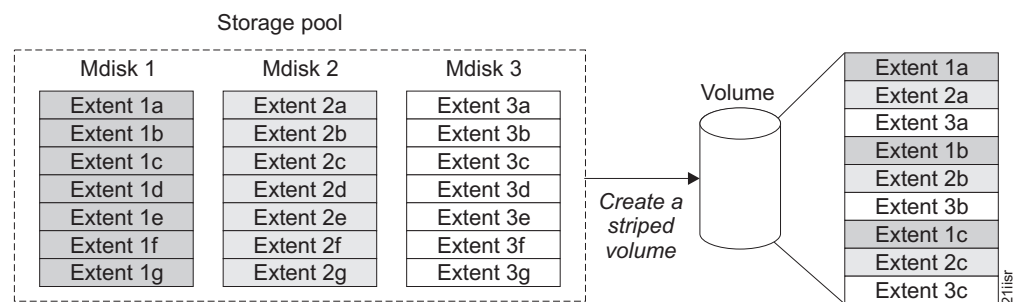 Storage pool
Mdisk 1 Mdisk 2 Mdisk 3
Extent 1a Extent 2a Extent 3a
Extent 1b Extent 2b Extent 3b
Extent 1c Extent 2c Extent 3c
Extent 1d Extent 2d Extent 3d
Extent 1e Extent 2e Extent 3e
Extent 1f Extent 2f Extent 3f
Extent 1g Extent 2g Extent 3g
Create a
striped
volume
Volume
Extent 1a
Extent 2a
Extent 3a
Extent 1b
Extent 2b
Extent 3b
Extent 1c
Extent 2c
Extent 3c
21iisr